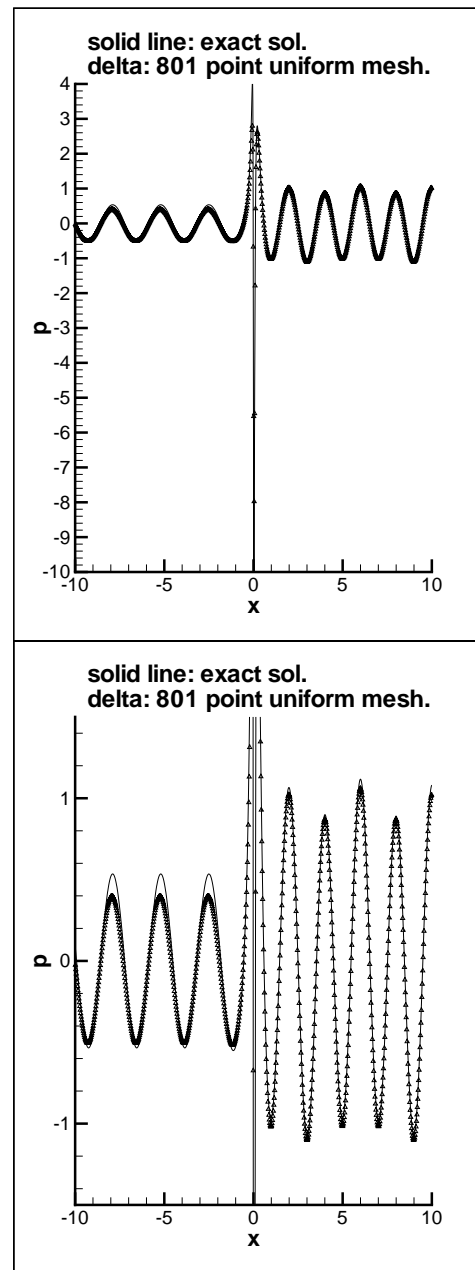 solid line: exact sol.
delta: 801 point uniform mesh.
4
3
2
1
0
-1
-2
-3
-4
-5
-6
-7
-8
-9
-10
p
-10 -5 0 5 10
x
solid line: exact sol.
delta: 801 point uniform mesh.
1
0
-1
p
-10 -5 0 5 10
x